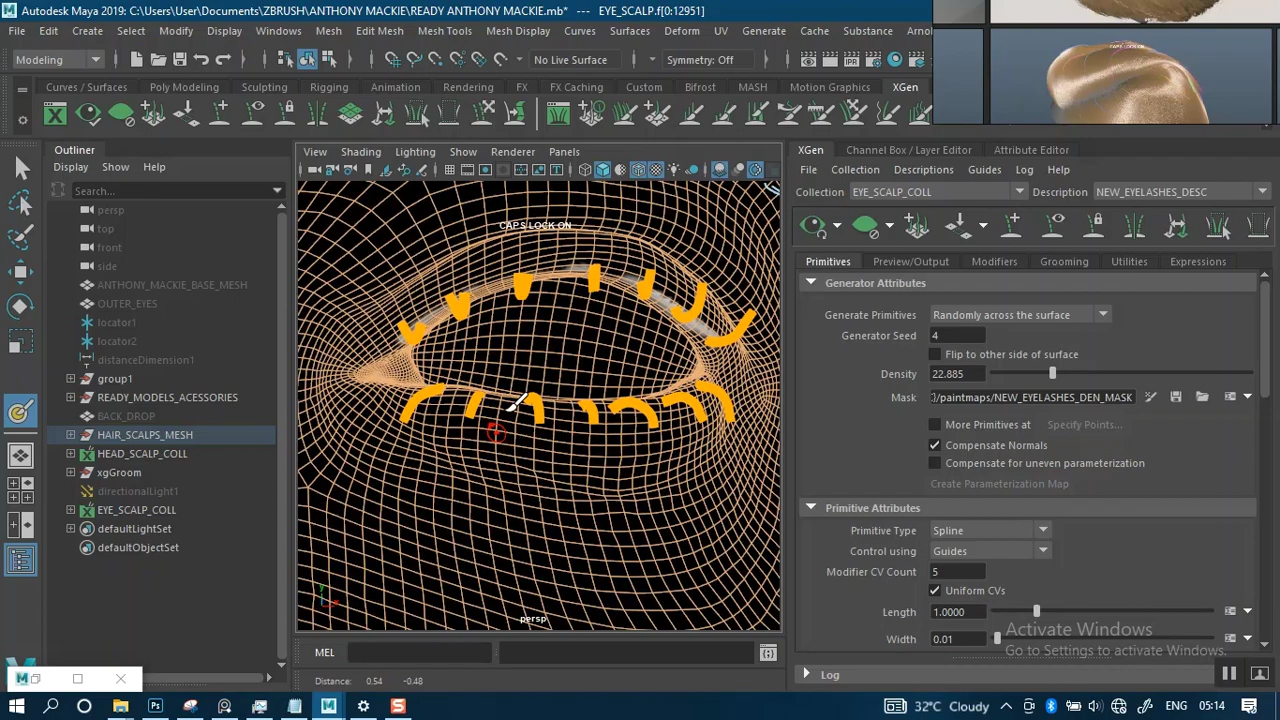 Autodesk Maya 2019: C:\Users\User\Documents\ZBRUSH\ANTHONY MACKIE\READY ANTHONY MACKIE.mb* --- EYE_SCALP.f[0:12951]
File Edit Create Select Modify Display Windows Mesh Edit Mesh Mesh Tools Mesh Display Curves Surfaces Deform UV Generate Cache Substance Arnol
Modeling No Live Surface Symmetry: Off
Curves / Surfaces Poly Modeling Sculpting Rigging Animation Rendering FX FX Caching Custom Bifrost MASH Motion Graphics XGen
CAPS LOCK ON
Outliner
Display Show Help
Search...
persp
top
front
side
ANTHONY_MACKIE_BASE_MESH
OUTER_EYES
locator1
locator2
distanceDimension1
group1
READY_MODELS_ACESSORIES
BACK_DROP
HAIR_SCALPS_MESH
HEAD_SCALP_COLL
xgGroom
directionalLight1
EYE_SCALP_COLL
defaultLightSet
defaultObjectSet
View Shading Lighting Show Renderer Panels
CAPS LOCK ON
persp
MEL
Distance: 0.54 -0.48
XGen Channel Box / Layer Editor Attribute Editor
File Collection Descriptions Guides Log Help
Collection EYE_SCALP_COLL Description NEW_EYELASHES_DESC
Primitives Preview/Output Modifiers Grooming Utilities Expressions
Generator Attributes
Generate Primitives Randomly across the surface
Generator Seed 4
Flip to other side of surface
Density 22.885
Mask }/paintmaps/NEW_EYELASHES_DEN_MASK
More Primitives at Specify Points...
Compensate Normals
Compensate for uneven parameterization
Create Parameterization Map
Primitive Attributes
Primitive Type Spline
Control using Guides
Modifier CV Count 5
Uniform CVs
Length 1.0000
Width 0.01
Activate Windows
Go to Settings to activate Windows.
Log
32°C Cloudy ENG 05:14